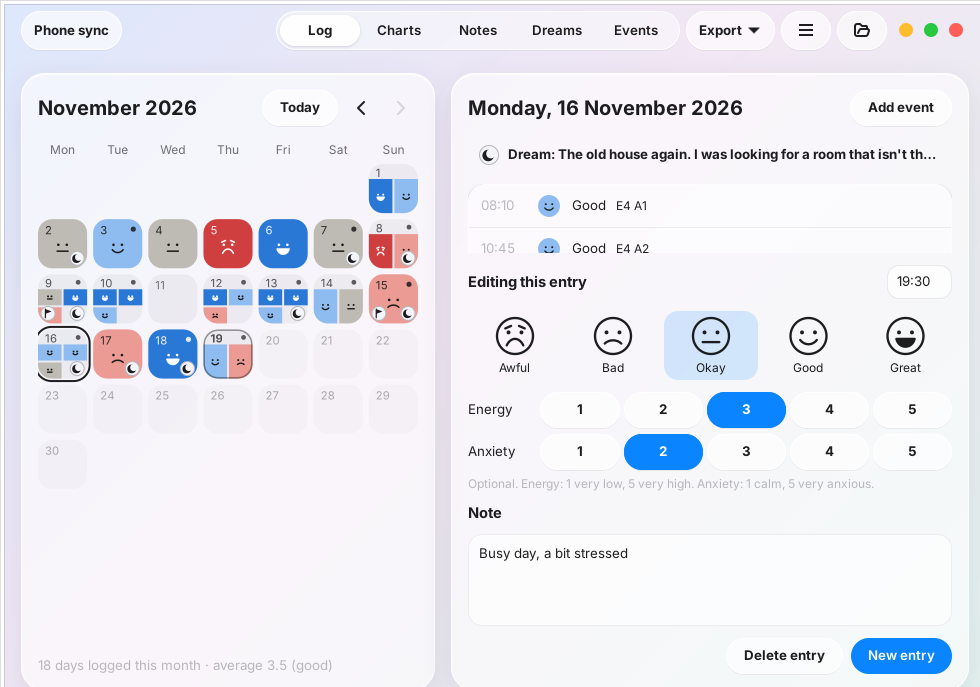 Phone sync
Log Charts Notes Dreams Events
Export
November 2026
Today
Mon Tue Wed Thu Fri Sat Sun
1
2 3 4 5 6 7 8
9 10 11 12 13 14 15
16 17 18 19 20 21 22
23 24 25 26 27 28 29
30
18 days logged this month · average 3.5 (good)
Monday, 16 November 2026
Add event
Dream: The old house again. I was looking for a room that isn't th...
08:10 Good E4 A1
10:45 Good E4 A2
Editing this entry
19:30
Awful Bad Okay Good Great
Energy 1 2 3 4 5
Anxiety 1 2 3 4 5
Optional. Energy: 1 very low, 5 very high. Anxiety: 1 calm, 5 very anxious.
Note
Busy day, a bit stressed
Delete entry
New entry